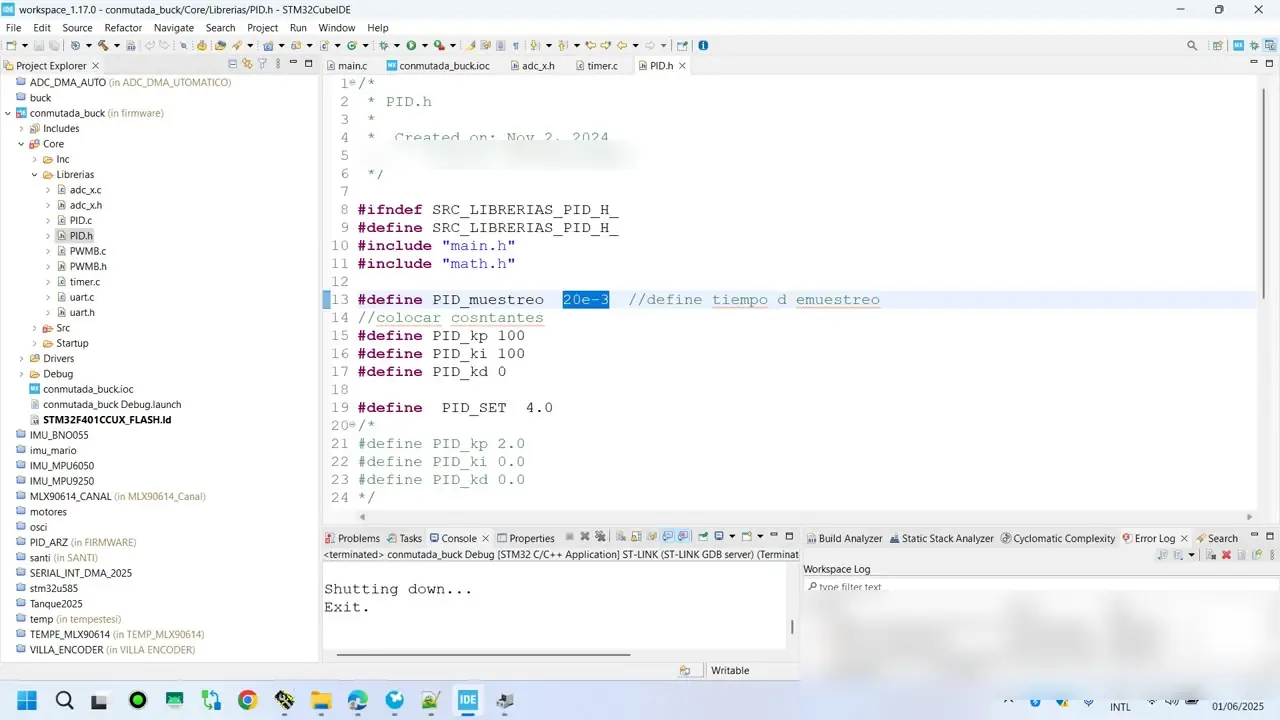 workspace_1.17.0 - conmutada_buck/Core/Librerias/PID.h - STM32CubeIDE
File Edit Source Refactor Navigate Search Project Run Window Help
Project Explorer
main.c conmutada_buck.ioc adc_x.h timer.c PID.h
ADC_DMA_AUTO (in ADC_DMA_UTOMATICO)
buck
conmutada_buck (in firmware)
Includes
Core
Inc
Librerias
adc_x.c
adc_x.h
PID.c
PID.h
PWMB.c
PWMB.h
timer.c
uart.c
uart.h
Src
Startup
Drivers
Debug
conmutada_buck.ioc
conmutada_buck Debug.launch
STM32F401CCUX_FLASH.ld
IMU_BNO055
imu_mario
IMU_MPU6050
IMU_MPU9250
MLX90614_CANAL (in MLX90614_Canal)
motores
osci
PID_ARZ (in FIRMWARE)
santi (in SANTI)
SERIAL_INT_DMA_2025
stm32u585
Tanque2025
temp (in tempestesi)
TEMPE_MLX90614 (in TEMP_MLX90614)
VILLA_ENCODER (in VILLA ENCODER)
1 /*
2 * PID.h
3 *
4 * Created on: Nov 2, 2024
5
6 */
7
8 #ifndef SRC_LIBRERIAS_PID_H_
9 #define SRC_LIBRERIAS_PID_H_
10 #include "main.h"
11 #include "math.h"
12
13 #define PID_muestreo 20e-3 //define tiempo d emuestreo
14 //colocar cosntantes
15 #define PID_kp 100
16 #define PID_ki 100
17 #define PID_kd 0
18
19 #define PID_SET 4.0
20 /*
21 #define PID_kp 2.0
22 #define PID_ki 0.0
23 #define PID_kd 0.0
24 */
Problems Tasks Console Properties
<terminated> conmutada_buck Debug [STM32 C/C++ Application] ST-LINK (ST-LINK GDB server) (Terminat
Shutting down...
Exit.
Build Analyzer Static Stack Analyzer Cyclomatic Complexity Error Log Search
Workspace Log
type filter text
Writable
IDE
INTL
01/06/2025